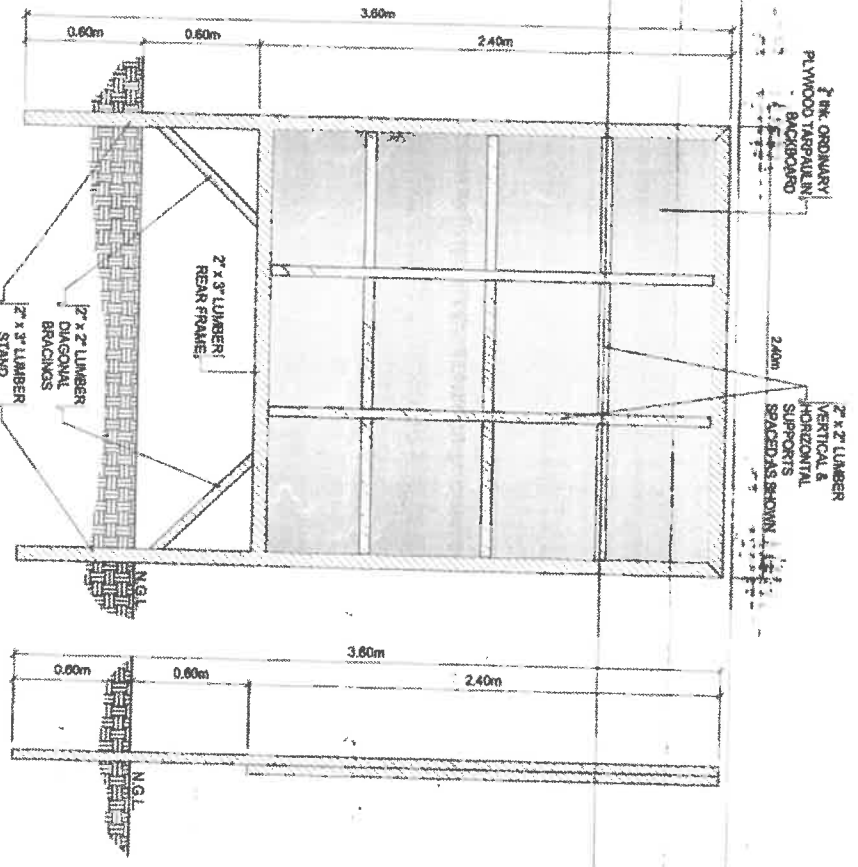 3.60m
0.60m
0.60m
2.40m
THK. ORDINARY
PLYWOOD TARPAULIN
BACKBOARD
2.40m
2" x 2" LUMBER
VERTICAL &
HORIZONTAL
SUPPORTS
SPACED AS SHOWN
2" x 3" LUMBER
REAR FRAME
2" x 2" LUMBER
DIAGONAL
BRACINGS
2" x 3" LUMBER
STAND
N.G.L
3.60m
0.60m
0.60m
2.40m
N.G.L